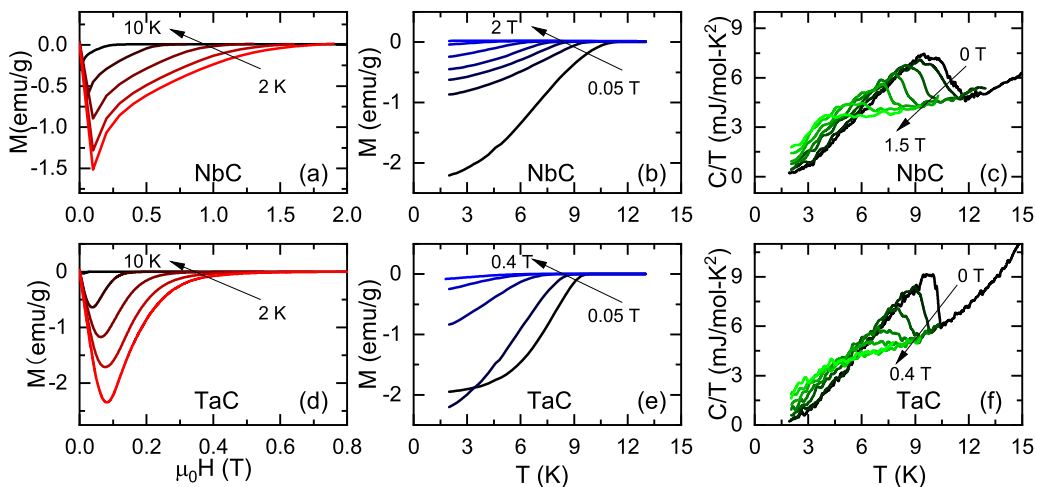 M(emu/g)
0.0
-0.5
-1.0
-1.5
10 K
2 K
NbC
(a)
0.0 0.5 1.0 1.5 2.0
M (emu/g)
0
-1
-2
2 T
0.05 T
NbC
(b)
3 6 9 12 15
C/T (mJ/mol-K²)
9
6
3
0
0 T
1.5 T
NbC
(c)
0 3 6 9 12 15
M(emu/g)
0
-1
-2
10 K
2 K
TaC
(d)
0.0 0.2 0.4 0.6 0.8
μ₀H (T)
M (emu/g)
0
-1
-2
0.4 T
0.05 T
TaC
(e)
0 3 6 9 12 15
T (K)
C/T (mJ/mol-K²)
9
6
3
0
0 T
0.4 T
TaC
(f)
0 3 6 9 12 15
T (K)